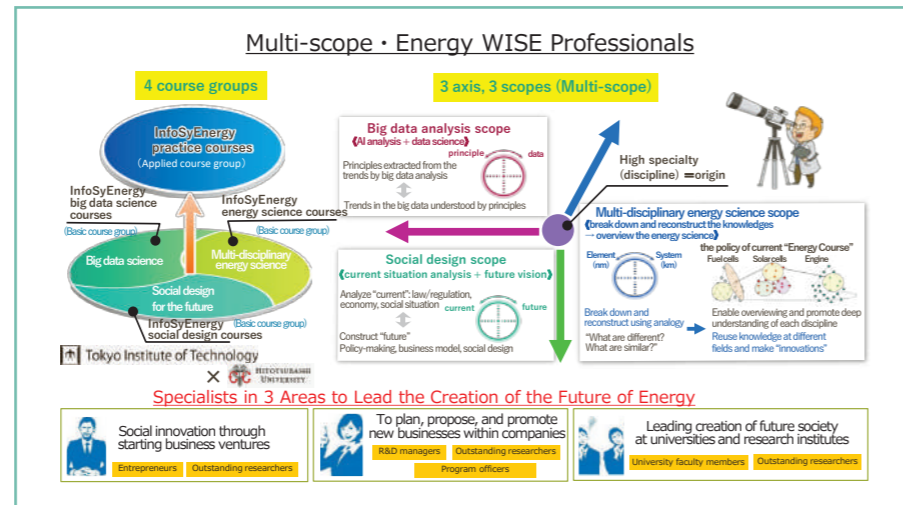 Multi-scope・Energy WISE Professionals
4 course groups
InfoSyEnergy
practice courses
(Applied course group)
InfoSyEnergy
big data science
courses
(Basic course group)
InfoSyEnergy
energy science courses
(Basic course group)
Big data science
Multi-disciplinary
energy science
Social design
for the future
InfoSyEnergy
social design courses
(Basic course group)
Tokyo Institute of Technology
×
HITOTSUBASHI
UNIVERSITY
3 axis, 3 scopes (Multi-scope)
Big data analysis scope
《AI analysis + data science》
principle
data
Principles extracted from the
trends by big data analysis
Trends in the big data understood by principles
High specialty
(discipline) =origin
Social design scope
《current situation analysis + future vision》
Analyze "current": law/regulation,
economy, social situation
current
future
Construct "future"
Policy-making, business model, social design
Multi-disciplinary energy science scope
《break down and reconstruct the knowledges
→ overview the energy science》
Element
(nm)
System
(km)
the policy of current "Energy Course"
Fuel cells
Solar cells
Engine
Break down and
reconstruct using analogy
"What are different?
What are similar?"
Enable overviewing and promote deep
understanding of each discipline
Reuse knowledge at different
fields and make "innovations"
Specialists in 3 Areas to Lead the Creation of the Future of Energy
Social innovation through
starting business ventures
Entrepreneurs
Outstanding researchers
To plan, propose, and promote
new businesses within companies
R&D managers
Outstanding researchers
Program officers
Leading creation of future society
at universities and research institutes
University faculty members
Outstanding researchers